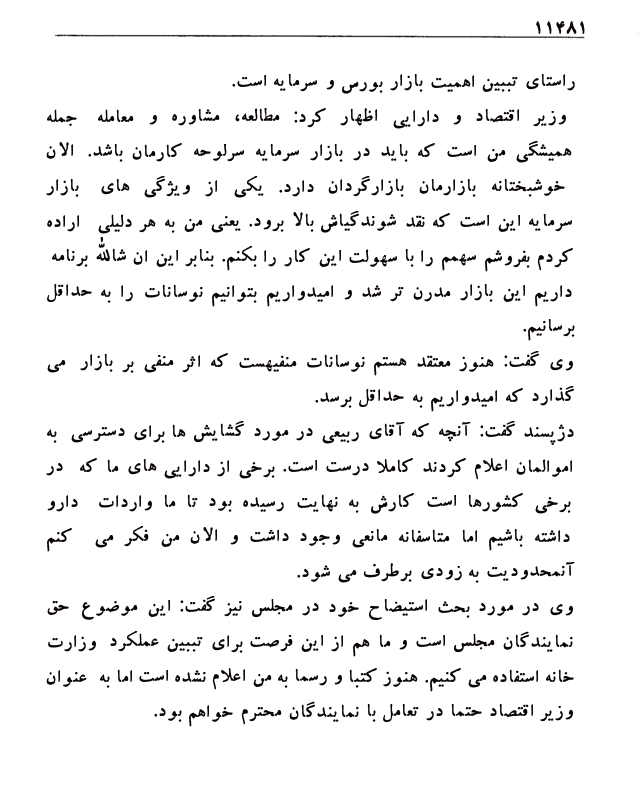 ۱۱۴۸۱
راستای تببین اهمیت بازار بورس و سرمایه است.
وزیر اقتصاد و دارایی اظهار کرد: مطالعه، مشاوره و معامله جمله
همیشگی من است که باید در بازار سرمایه سرلوحه کارمان باشد. الان
خوشبختانه بازارمان بازارگردان دارد. یکی از ویژگی های بازار
سرمایه این است که نقد شوندگیاش بالا برود. یعنی من به هر دلیلی اراده
کردم بفروشم سهمم را با سهولت این کار را بکنم. بنابر این ان شالله برنامه
داریم این بازار مدرن تر شد و امیدواریم بتوانیم نوسانات را به حداقل
برسانیم.
وی گفت: هنوز معتقد هستم نوسانات منفیهست که اثر منفی بر بازار می
گذارد که امیدواریم به حداقل برسد.
دژپسند گفت: آنچه که آقای ربیعی در مورد گشایش ها برای دسترسی به
اموالمان اعلام کردند کاملا درست است. برخی از دارایی های ما که در
برخی کشورها است کارش به نهایت رسیده بود تا ما واردات دارو
داشته باشیم اما متاسفانه مانعی وجود داشت و الان من فکر می کنم
آنمحدودیت به زودی برطرف می شود.
وی در مورد بحث استیضاح خود در مجلس نیز گفت: این موضوع حق
نمایندگان مجلس است و ما هم از این فرصت برای تببین عملکرد وزارت
خانه استفاده می کنیم. هنوز کتبا و رسما به من اعلام نشده است اما به عنوان
وزیر اقتصاد حتما در تعامل با نمایندگان محترم خواهم بود.